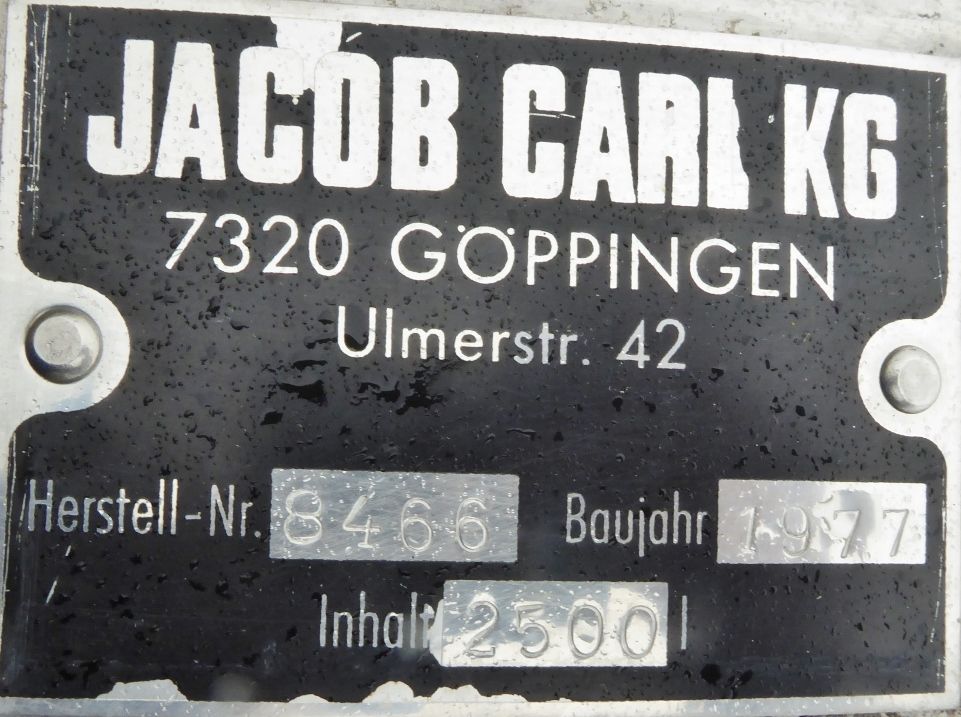 JACOB CARL KG
7320 GÖPPINGEN
Ulmerstr. 42
Herstell-Nr. 8466 Baujahr 1977
Inhalt 2500 l